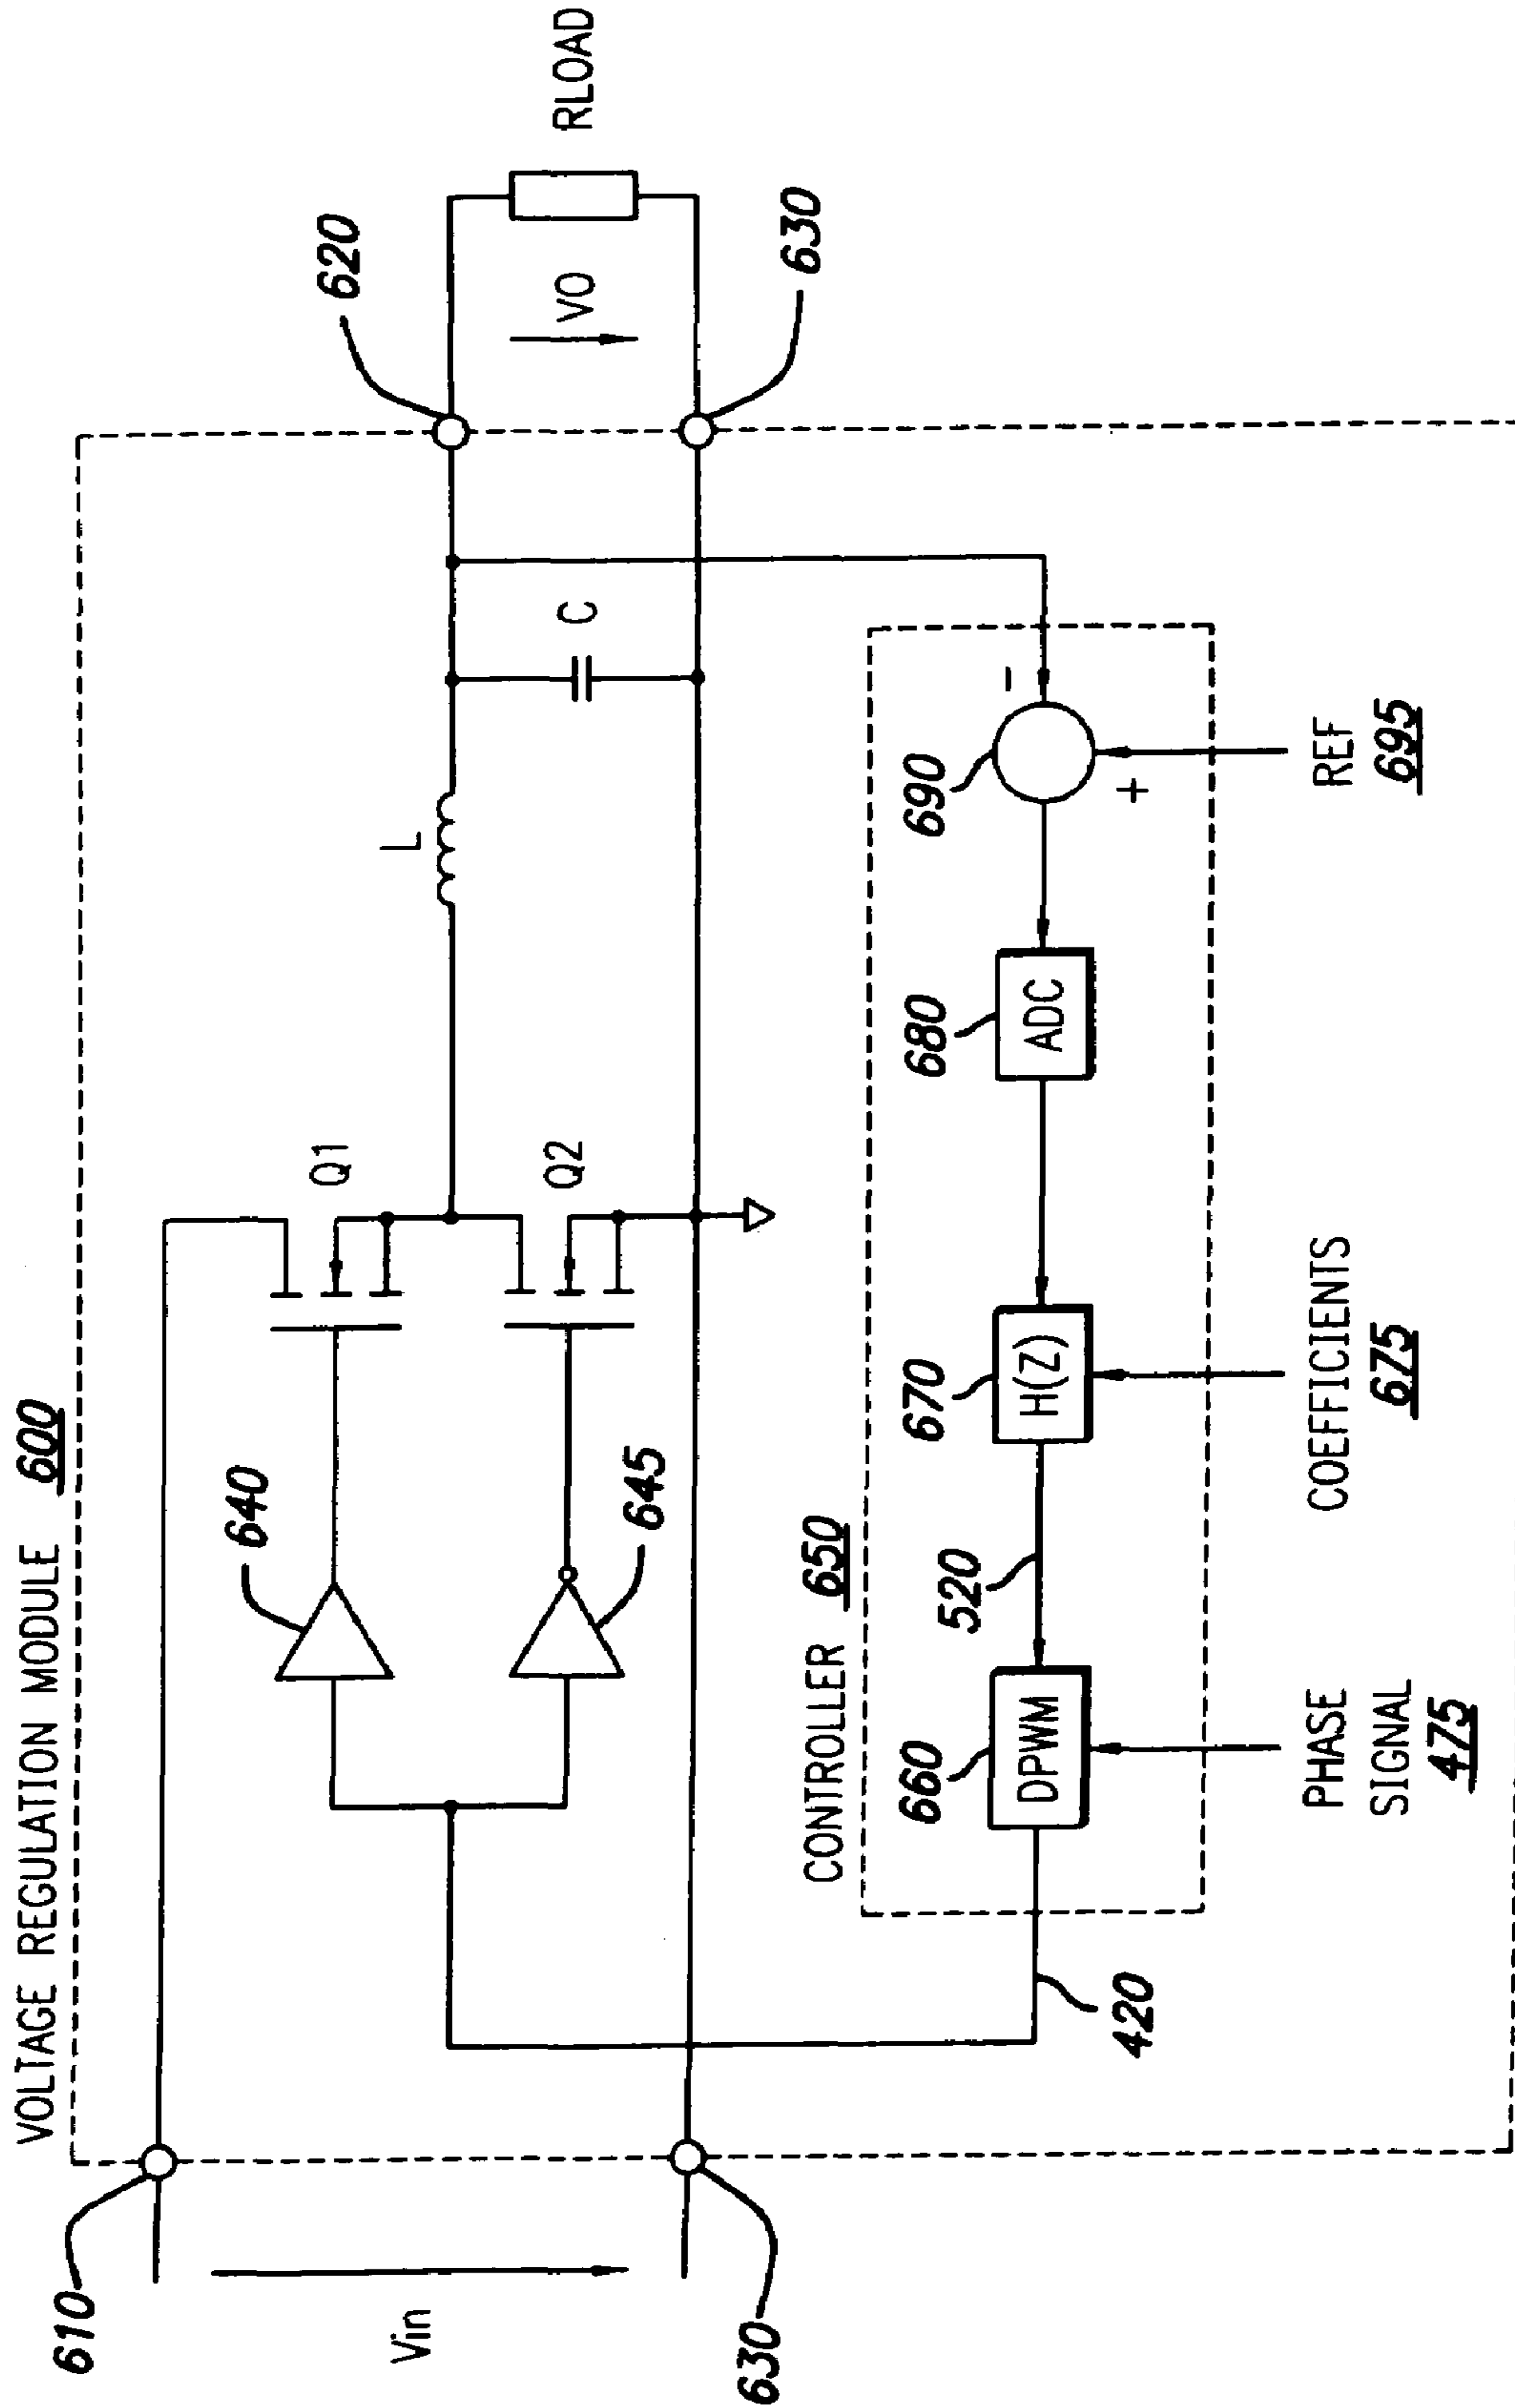 VOLTAGE REGULATION MODULE 600
610
Vin
630
640
645
Q1
Q2
L
C
620
VO
RLOAD
630
CONTROLLER 650
420
660
DPWM
520
670
H(Z)
680
ADC
690
-
+
PHASE
SIGNAL
475
COEFFICIENTS
675
REF
695